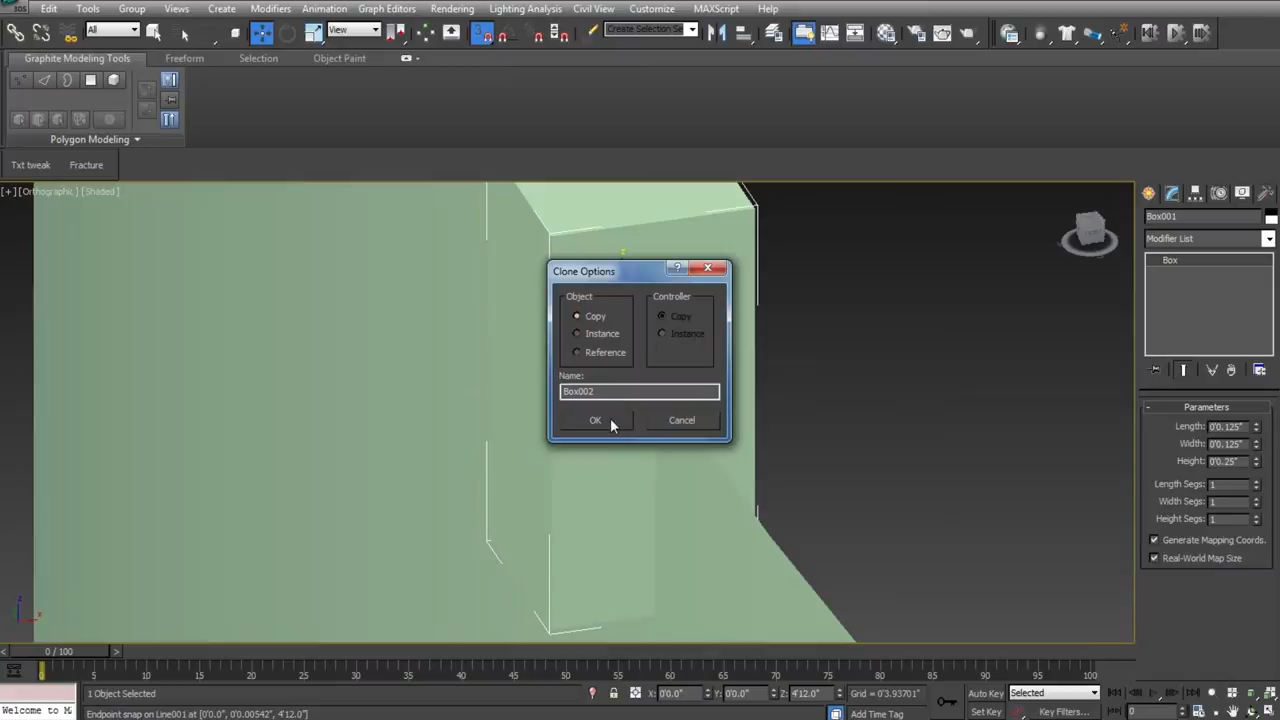 Edit Tools Group Views Create Modifiers Animation Graph Editors Rendering Lighting Analysis Civil View Customize MAXScript Help
All View 3 Create Selection Se
Graphite Modeling Tools Freeform Selection Object Paint
Polygon Modeling
Txt tweak Fracture
[+] [Orthographic] [Shaded]
Box001
Modifier List
Box
z
Clone Options
Object Controller
Copy Copy
Instance Instance
Reference
Name:
Box002
OK Cancel
Parameters
Length: 0'0.125"
Width: 0'0.125"
Height: 0'0.25"
Length Segs: 1
Width Segs: 1
Height Segs: 1
Generate Mapping Coords.
Real-World Map Size
z
x
< 0 / 100 >
0 5 10 15 20 25 30 35 40 45 50 55 60 65 70 75 80 85 90 95 100
1 Object Selected X: 0'0.0" Y: 0'0.0" Z: 4'12.0" Grid = 0'3.93701" Auto Key Selected
Welcome to M Endpoint snap on Line001 at [0'0.0", 0'0.00542", 4'12.0"] Add Time Tag Set Key Key Filters... 0